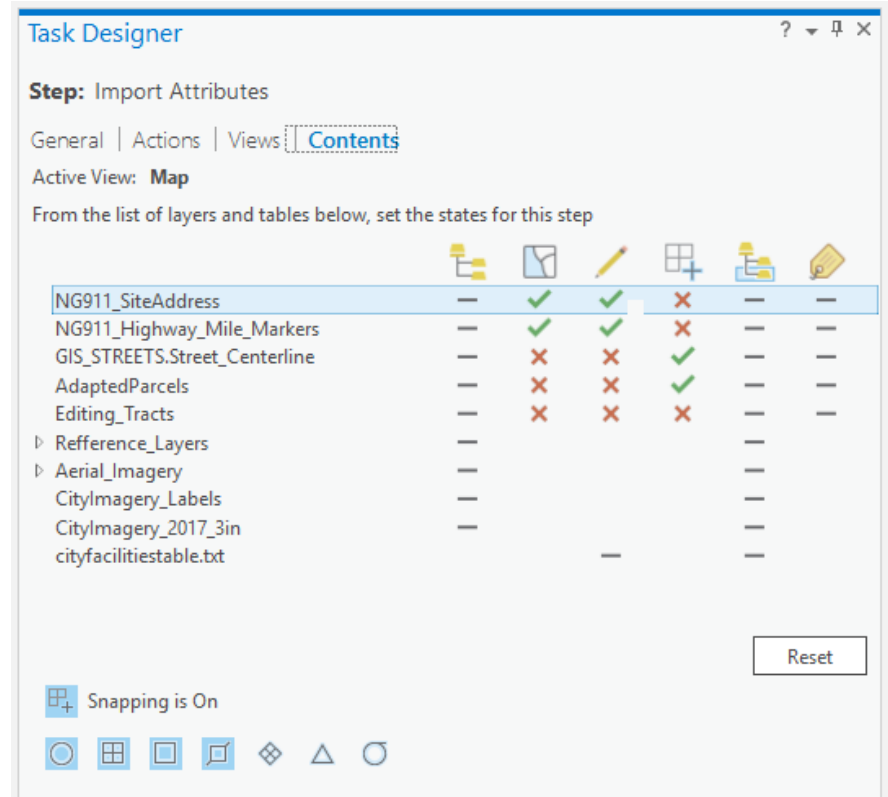 Task Designer
Step: Import Attributes
General | Actions | Views | Contents
Active View: Map
From the list of layers and tables below, set the states for this step
NG911_SiteAddress
NG911_Highway_Mile_Markers
GIS_STREETS.Street_Centerline
AdaptedParcels
Editing_Tracts
Refference_Layers
Aerial_Imagery
CityImagery_Labels
CityImagery_2017_3in
cityfacilitiestable.txt
Reset
Snapping is On